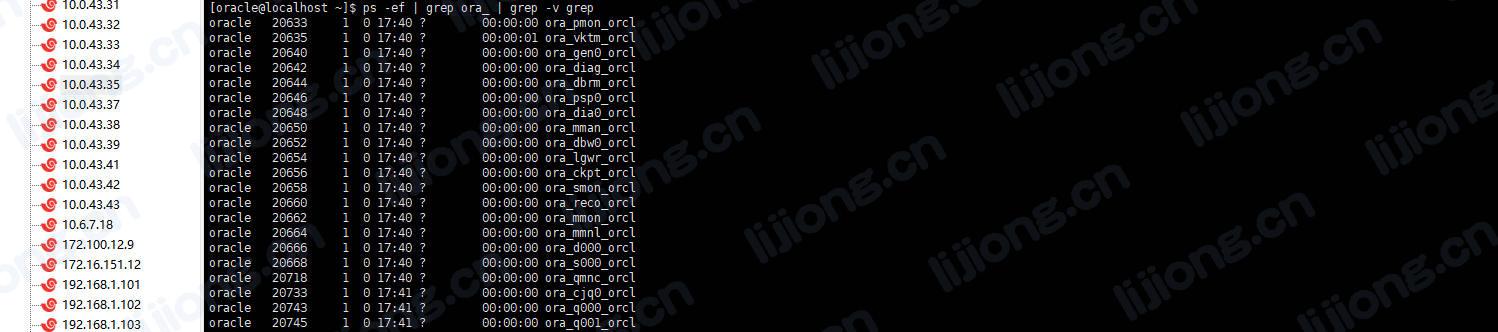 10.0.43.31
10.0.43.32
10.0.43.33
10.0.43.34
10.0.43.35
10.0.43.37
10.0.43.38
10.0.43.39
10.0.43.41
10.0.43.42
10.0.43.43
10.6.7.18
172.100.12.9
172.16.151.12
192.168.1.101
192.168.1.102
192.168.1.103
[oracle@localhost ~]$ ps -ef | grep ora_ | grep -v grep
oracle 20633 1 0 17:40 ? 00:00:00 ora_pmon_orcl
oracle 20635 1 0 17:40 ? 00:00:01 ora_vktm_orcl
oracle 20640 1 0 17:40 ? 00:00:00 ora_gen0_orcl
oracle 20642 1 0 17:40 ? 00:00:00 ora_diag_orcl
oracle 20644 1 0 17:40 ? 00:00:00 ora_dbrm_orcl
oracle 20646 1 0 17:40 ? 00:00:00 ora_psp0_orcl
oracle 20648 1 0 17:40 ? 00:00:00 ora_dia0_orcl
oracle 20650 1 0 17:40 ? 00:00:00 ora_mman_orcl
oracle 20652 1 0 17:40 ? 00:00:00 ora_dbw0_orcl
oracle 20654 1 0 17:40 ? 00:00:00 ora_lgwr_orcl
oracle 20656 1 0 17:40 ? 00:00:00 ora_ckpt_orcl
oracle 20658 1 0 17:40 ? 00:00:00 ora_smon_orcl
oracle 20660 1 0 17:40 ? 00:00:00 ora_reco_orcl
oracle 20662 1 0 17:40 ? 00:00:00 ora_mmon_orcl
oracle 20664 1 0 17:40 ? 00:00:00 ora_mmnl_orcl
oracle 20666 1 0 17:40 ? 00:00:00 ora_d000_orcl
oracle 20668 1 0 17:40 ? 00:00:00 ora_s000_orcl
oracle 20718 1 0 17:40 ? 00:00:00 ora_qmnc_orcl
oracle 20733 1 0 17:41 ? 00:00:00 ora_cjq0_orcl
oracle 20743 1 0 17:41 ? 00:00:00 ora_q000_orcl
oracle 20745 1 0 17:41 ? 00:00:00 ora_q001_orcl
lijiong.cn
lijiong.cn
lijiong.cn
lijiong.cn
lijiong.cn
lijiong.cn
lijiong.cn
lijiong.cn